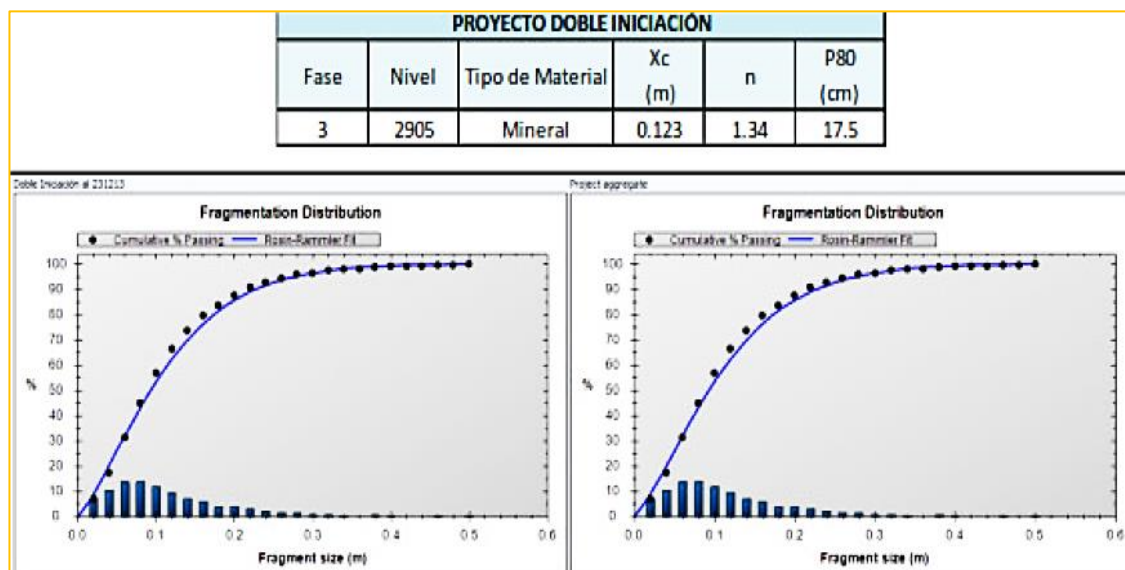 PROYECTO DOBLE INICIACIÓN
Fase Nivel Tipo de Material Xc (m) n P80 (cm)
3 2905 Mineral 0.123 1.34 17.5
Doble Iniciación al 231213
Project aggregate
Fragmentation Distribution
Cumulative % Passing Rosin-Rammler Fit
100
90
80
70
60
50
40
30
20
10
0
%
0.0 0.1 0.2 0.3 0.4 0.5 0.6
Fragment size (m)
Fragmentation Distribution
Cumulative % Passing Rosin-Rammler Fit
100
90
80
70
60
50
40
30
20
10
0
%
0.0 0.1 0.2 0.3 0.4 0.5 0.6
Fragment size (m)